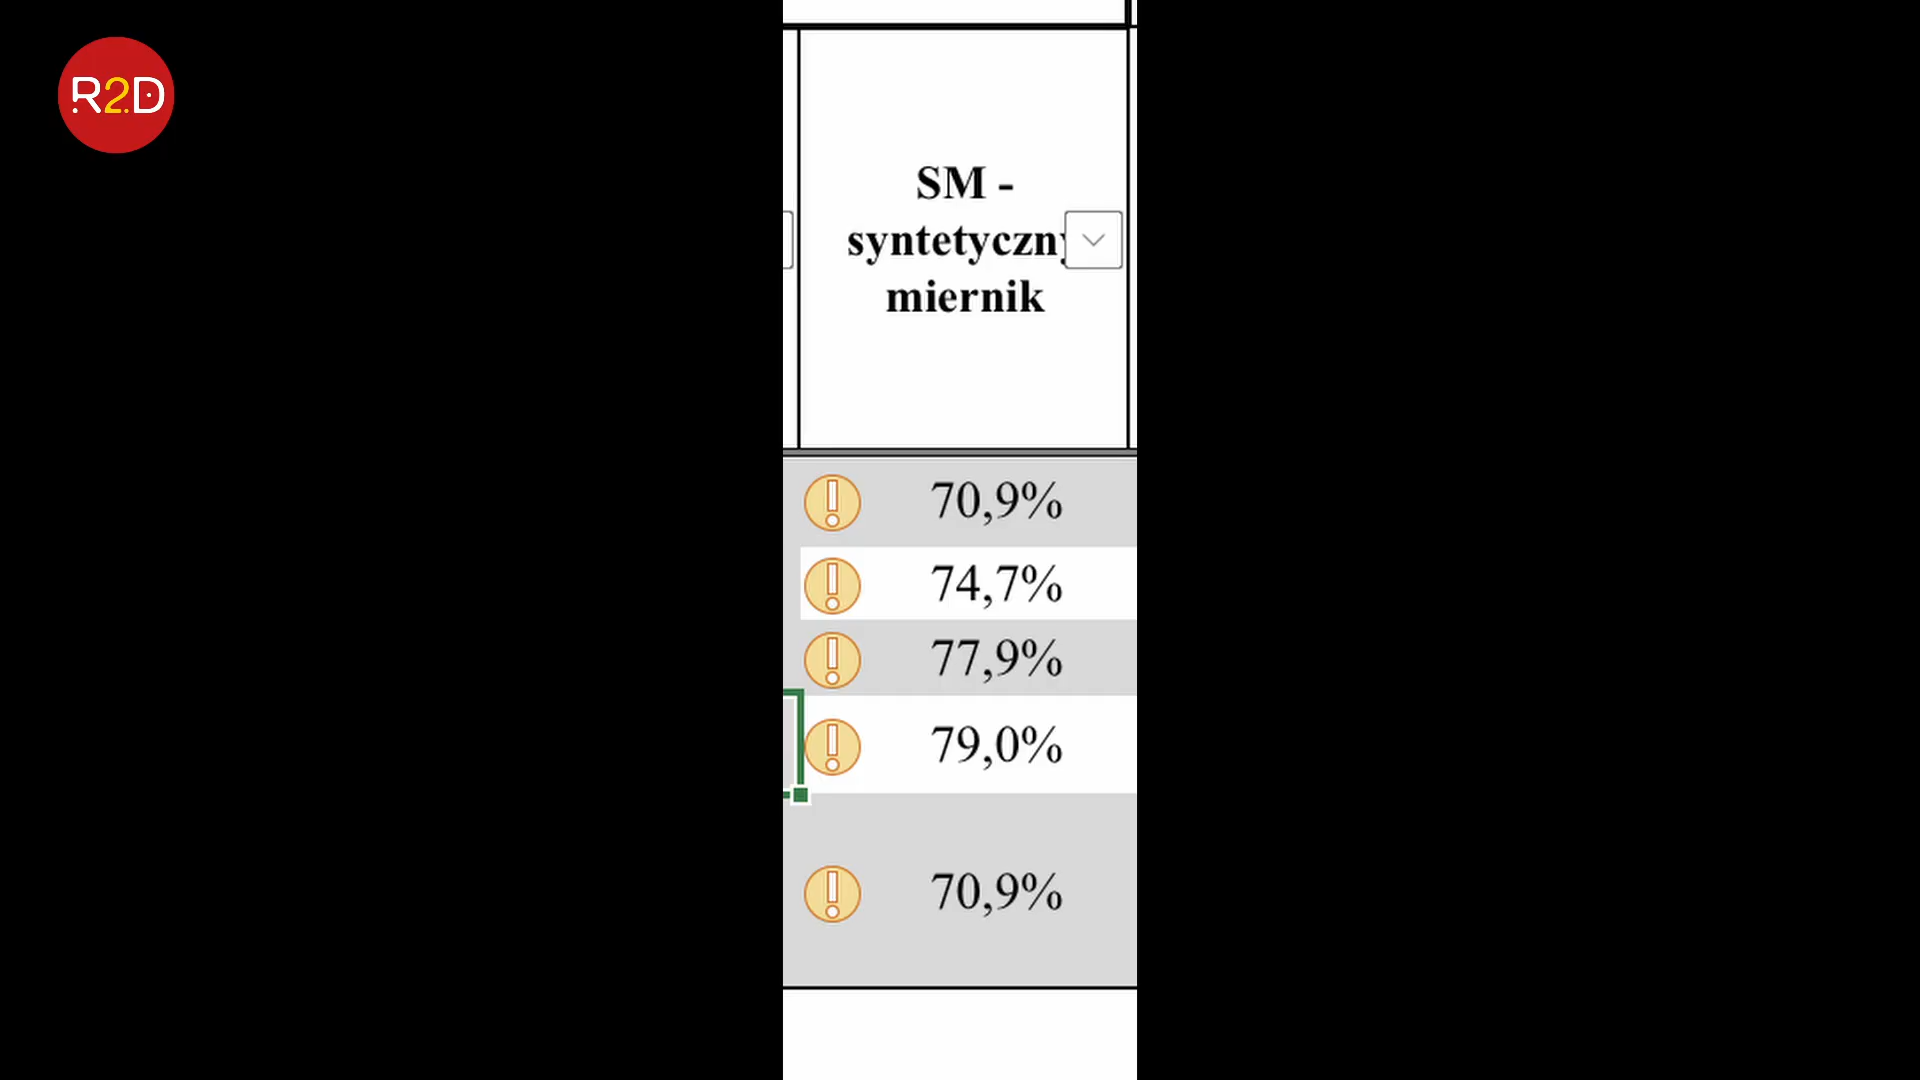 R2D
SM -
syntetyczny
miernik
70,9%
74,7%
77,9%
79,0%
70,9%